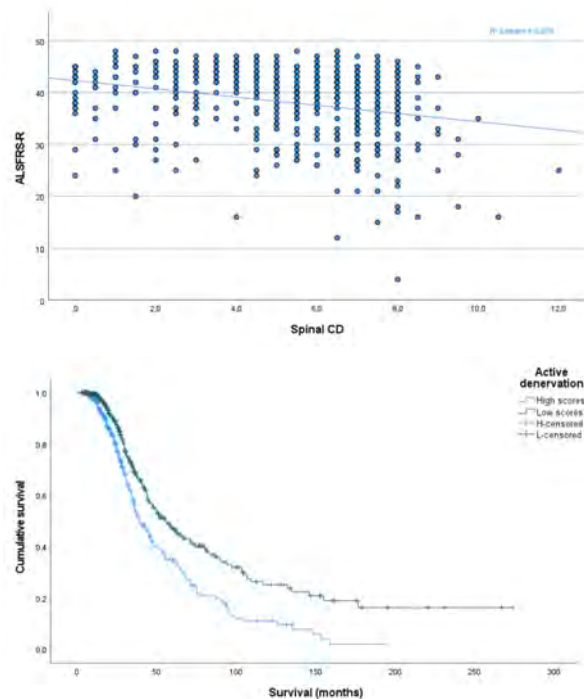 50
40
30
20
10
0
ALSFRS-R
,0
2,0
4,0
6,0
8,0
10,0
12,0
Spinal CD
Active
denervation
High scores
Low scores
H-censored
L-censored
1,0
0,8
0,6
0,4
0,2
0,0
Cumulative survival
0
50
100
150
200
250
300
Survival (months)